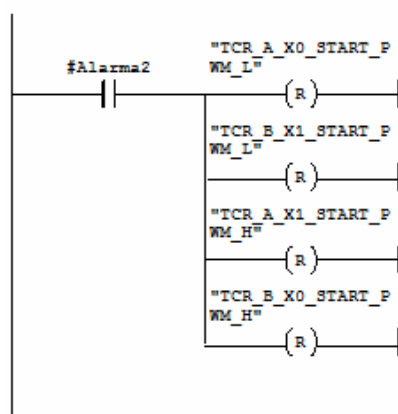 #Alarma2
"TCR_A_X0_START_P
WM_L"
(R)
"TCR_B_X1_START_P
WM_L"
(R)
"TCR_A_X1_START_P
WM_H"
(R)
"TCR_B_X0_START_P
WM_H"
(R)